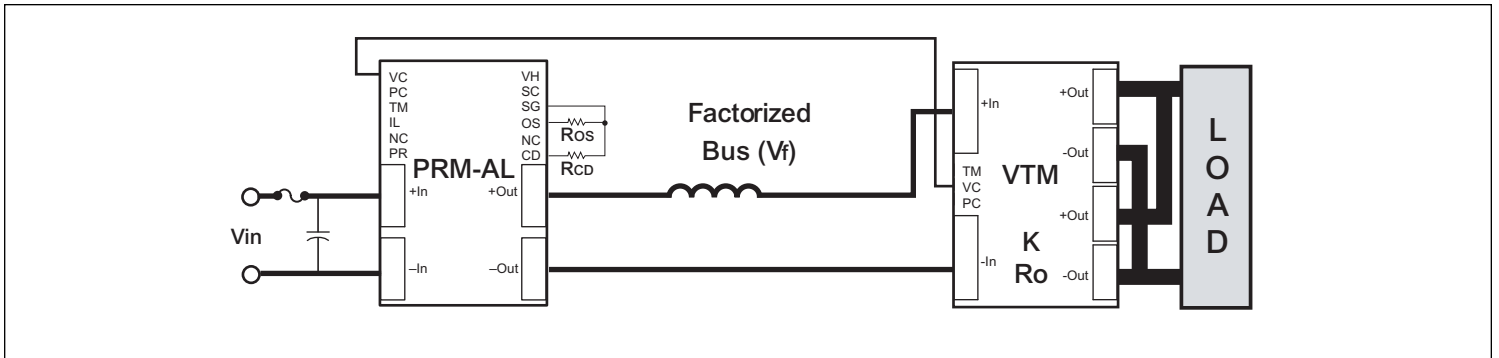 VC
PC
TM
IL
NC
PR
VH
SC
SG
OS
NC
CD
ROS
RCD
PRM-AL
+In
+Out
–In
–Out
Vin
Factorized
Bus (Vf)
+In
TM
VC
PC
-In
VTM
K
Ro
+Out
-Out
+Out
-Out
L
O
A
D